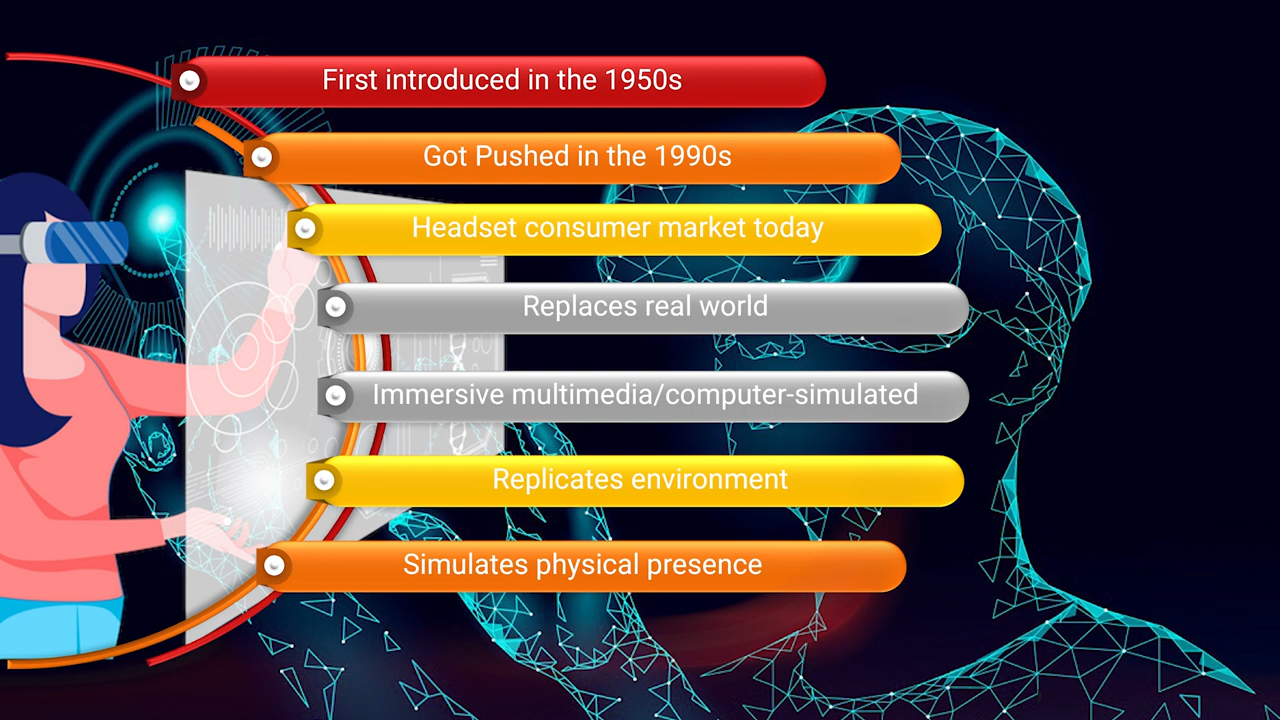 First introduced in the 1950s
Got Pushed in the 1990s
Headset consumer market today
Replaces real world
Immersive multimedia/computer-simulated
Replicates environment
Simulates physical presence